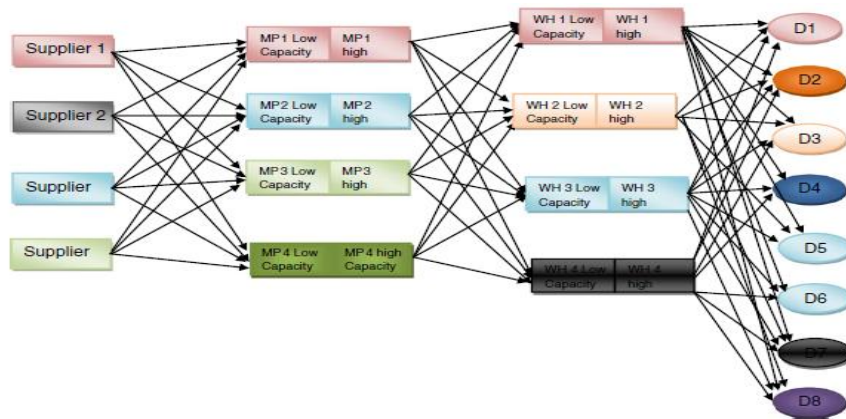 Supplier 1
Supplier 2
Supplier
Supplier
MP1 Low
Capacity
MP1
high
MP2 Low
Capacity
MP2
high
MP3 Low
Capacity
MP3
high
MP4 Low
Capacity
MP4 high
Capacity
WH 1 Low
Capacity
WH 1
high
WH 2 Low
Capacity
WH 2
high
WH 3 Low
Capacity
WH 3
high
WH 4 Low
Capacity
WH 4
high
D1
D2
D3
D4
D5
D6
D7
D8